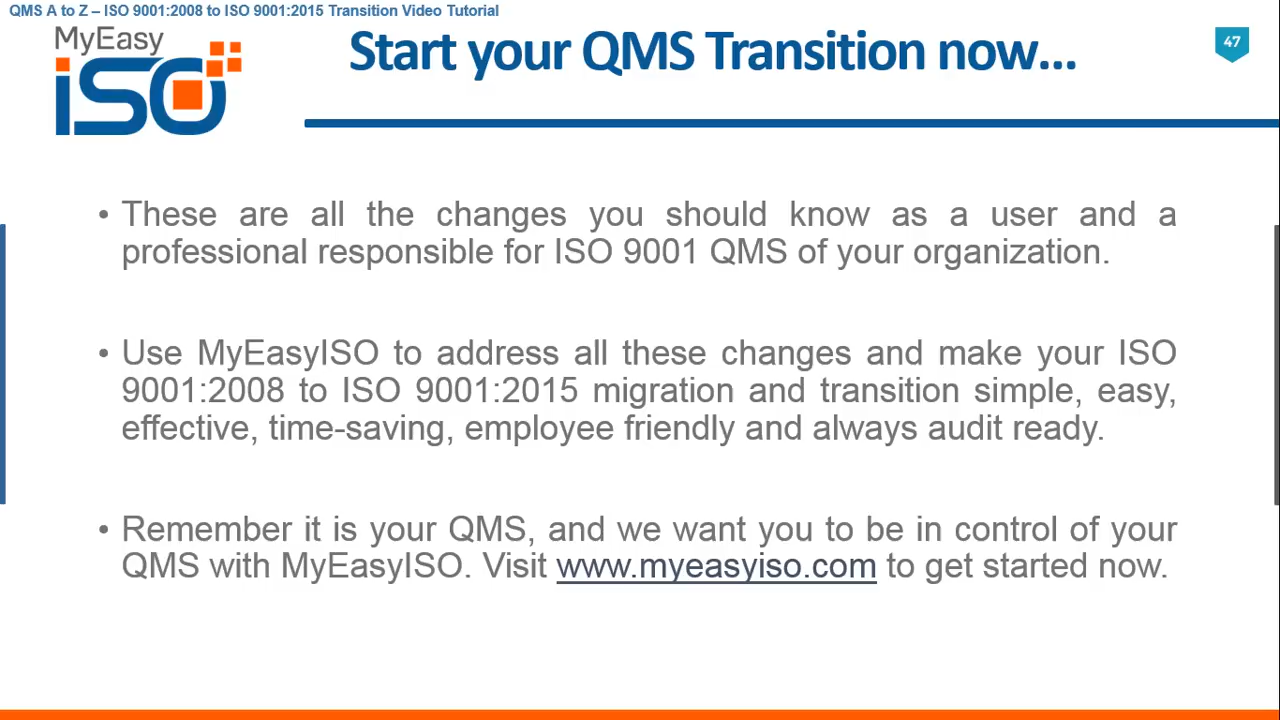 QMS A to Z – ISO 9001:2008 to ISO 9001:2015 Transition Video Tutorial
MyEasy
iSO
Start your QMS Transition now...
47
• These are all the changes you should know as a user and a
professional responsible for ISO 9001 QMS of your organization.
• Use MyEasyISO to address all these changes and make your ISO
9001:2008 to ISO 9001:2015 migration and transition simple, easy,
effective, time-saving, employee friendly and always audit ready.
• Remember it is your QMS, and we want you to be in control of your
QMS with MyEasyISO. Visit www.myeasyiso.com to get started now.